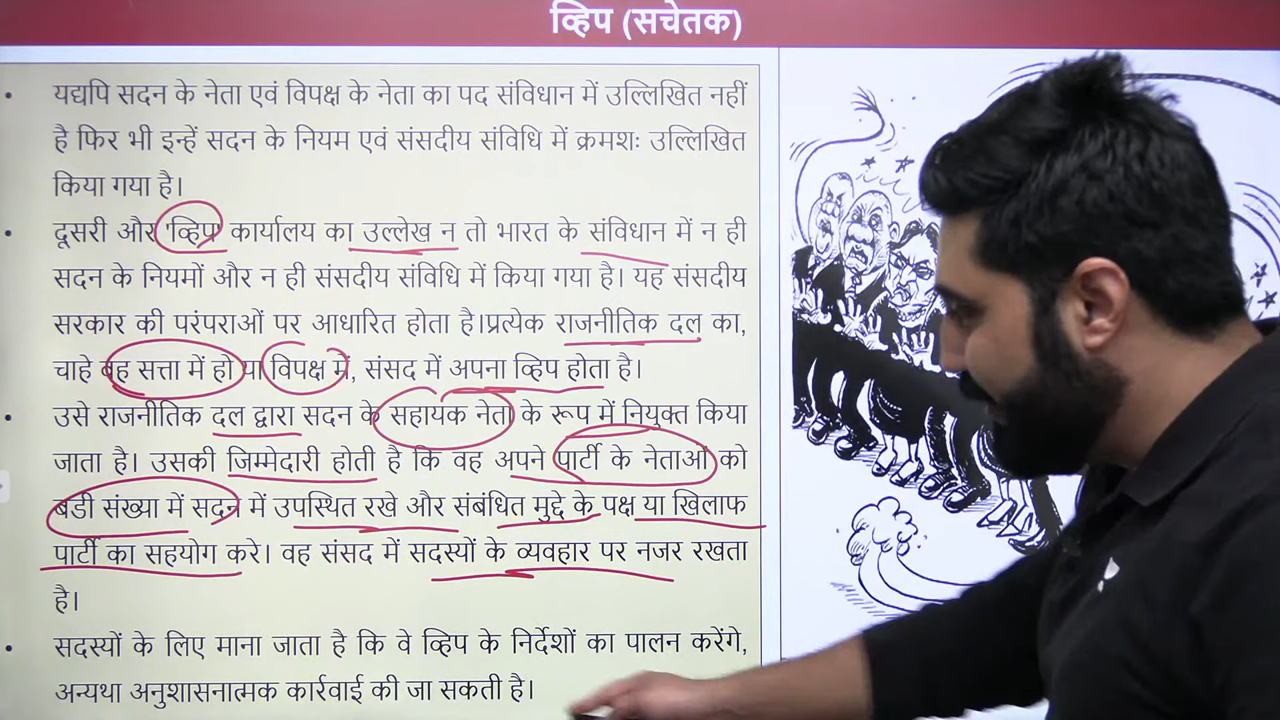 व्हिप (सचेतक)
• यद्यपि सदन के नेता एवं विपक्ष के नेता का पद संविधान में उल्लिखित नहीं
है फिर भी इन्हें सदन के नियम एवं संसदीय संविधि में क्रमशः उल्लिखित
किया गया है।
• दूसरी और 'व्हिप' कार्यालय का उल्लेख न तो भारत के संविधान में न ही
सदन के नियमों और न ही संसदीय संविधि में किया गया है। यह संसदीय
सरकार की परंपराओं पर आधारित होता है।प्रत्येक राजनीतिक दल का,
चाहे वह सत्ता में हो या विपक्ष में, संसद में अपना व्हिप होता है।
• उसे राजनीतिक दल द्वारा सदन के सहायक नेता के रूप में नियुक्त किया
जाता है। उसकी जिम्मेदारी होती है कि वह अपने पार्टी के नेताओं को
बडी संख्या में सदन में उपस्थित रखे और संबंधित मुद्दे के पक्ष या खिलाफ
पार्टी का सहयोग करे। वह संसद में सदस्यों के व्यवहार पर नजर रखता
है।
• सदस्यों के लिए माना जाता है कि वे व्हिप के निर्देशों का पालन करेंगे,
अन्यथा अनुशासनात्मक कार्रवाई की जा सकती है।